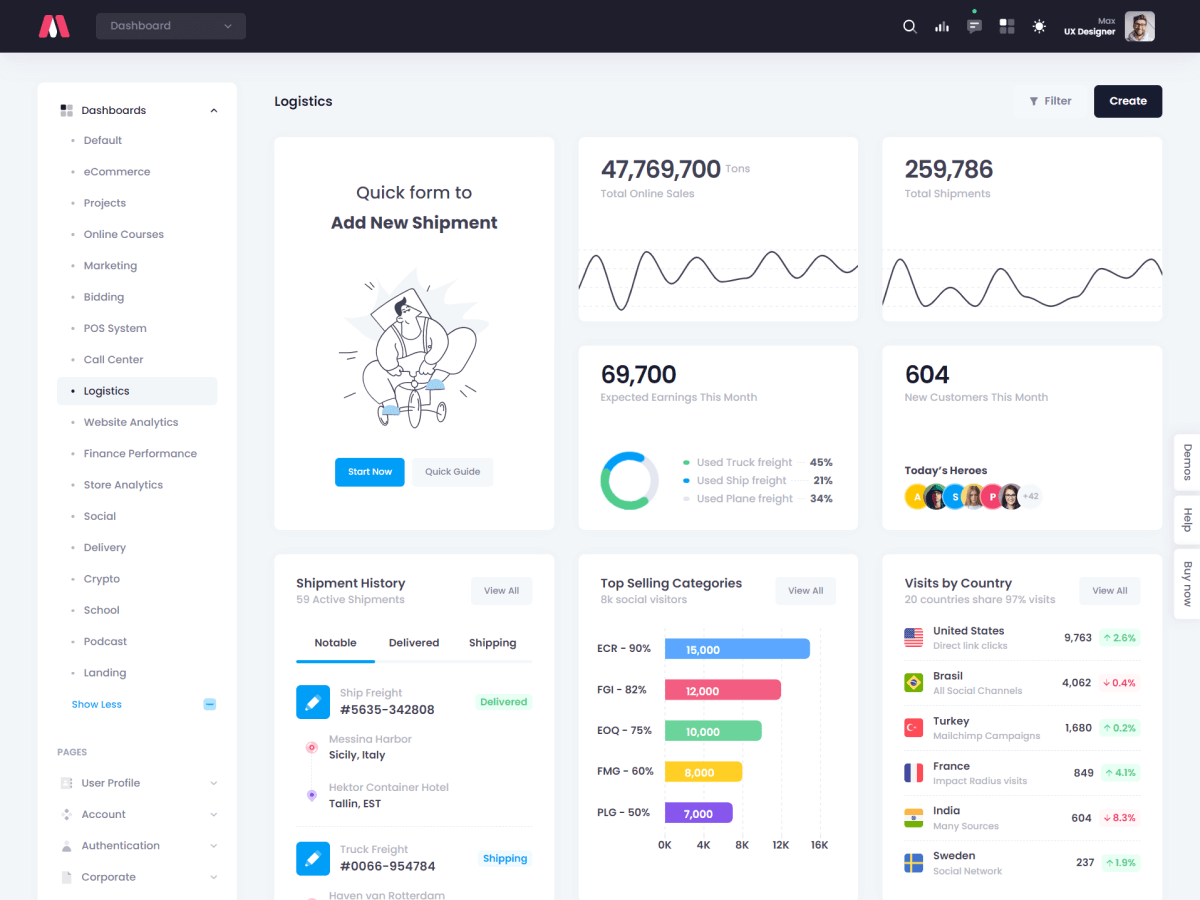 Dashboard
Max
UX Designer
Dashboards
Default
eCommerce
Projects
Online Courses
Marketing
Bidding
POS System
Call Center
Logistics
Website Analytics
Finance Performance
Store Analytics
Social
Delivery
Crypto
School
Podcast
Landing
Show Less
PAGES
User Profile
Account
Authentication
Corporate
Logistics
Filter
Create
Quick form to
Add New Shipment
Start Now
Quick Guide
47,769,700 Tons
Total Online Sales
259,786
Total Shipments
69,700
Expected Earnings This Month
Used Truck freight 45%
Used Ship freight 21%
Used Plane freight 34%
604
New Customers This Month
Today's Heroes
A
S
P
+42
Shipment History
59 Active Shipments
View All
Notable
Delivered
Shipping
Ship Freight
#5635-342808
Delivered
Messina Harbor
Sicily, Italy
Hektor Container Hotel
Tallin, EST
Truck Freight
#0066-954784
Shipping
Haven van Rotterdam
Top Selling Categories
8k social visitors
View All
ECR - 90% 15,000
FGI - 82% 12,000
EOQ - 75% 10,000
FMG - 60% 8,000
PLG - 50% 7,000
0K 4K 8K 12K 16K
Visits by Country
20 countries share 97% visits
View All
United States
Direct link clicks
9,763 2.6%
Brasil
All Social Channels
4,062 0.4%
Turkey
Mailchimp Campaigns
1,680 0.2%
France
Impact Radius visits
849 4.1%
India
Many Sources
604 8.3%
Sweden
Social Network
237 1.9%
Demos
Help
Buy now